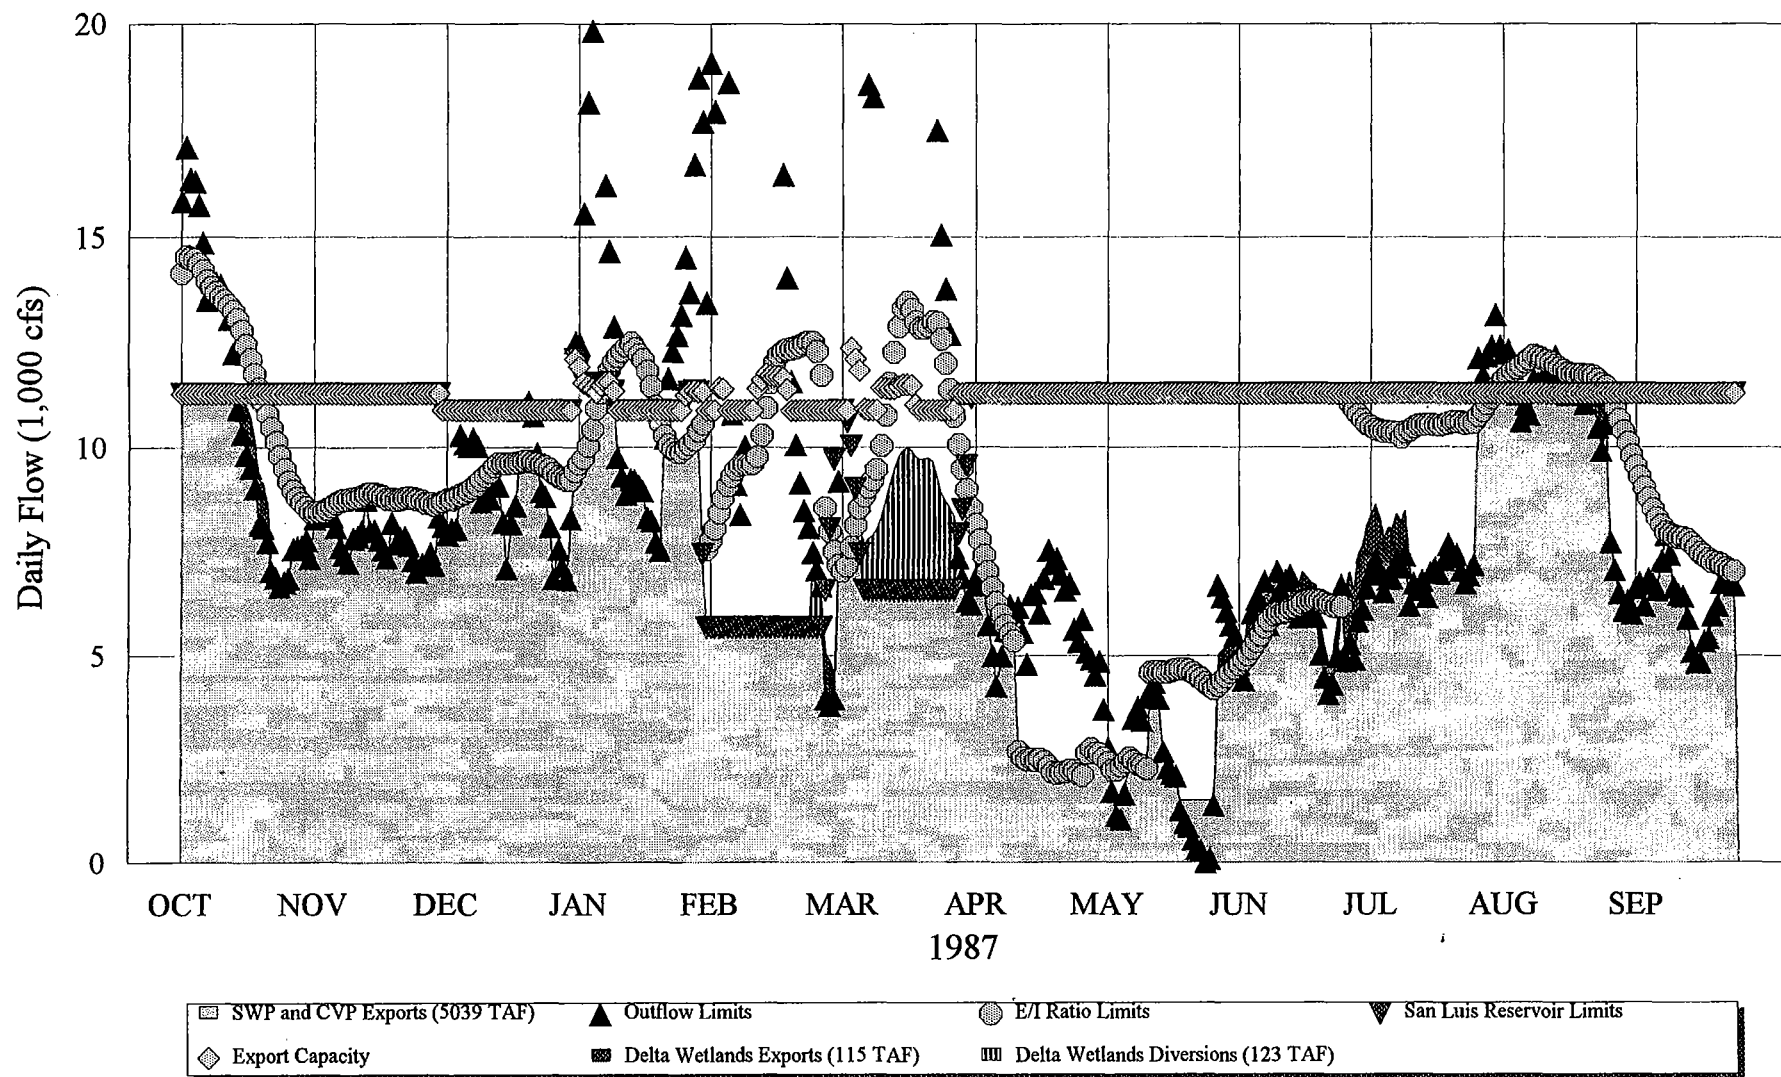 20
15
10
5
0
Daily Flow (1,000 cfs)
OCT NOV DEC JAN FEB MAR APR MAY JUN JUL AUG SEP
1987
SWP and CVP Exports (5039 TAF) Outflow Limits E/I Ratio Limits San Luis Reservoir Limits
Export Capacity Delta Wetlands Exports (115 TAF) Delta Wetlands Diversions (123 TAF)